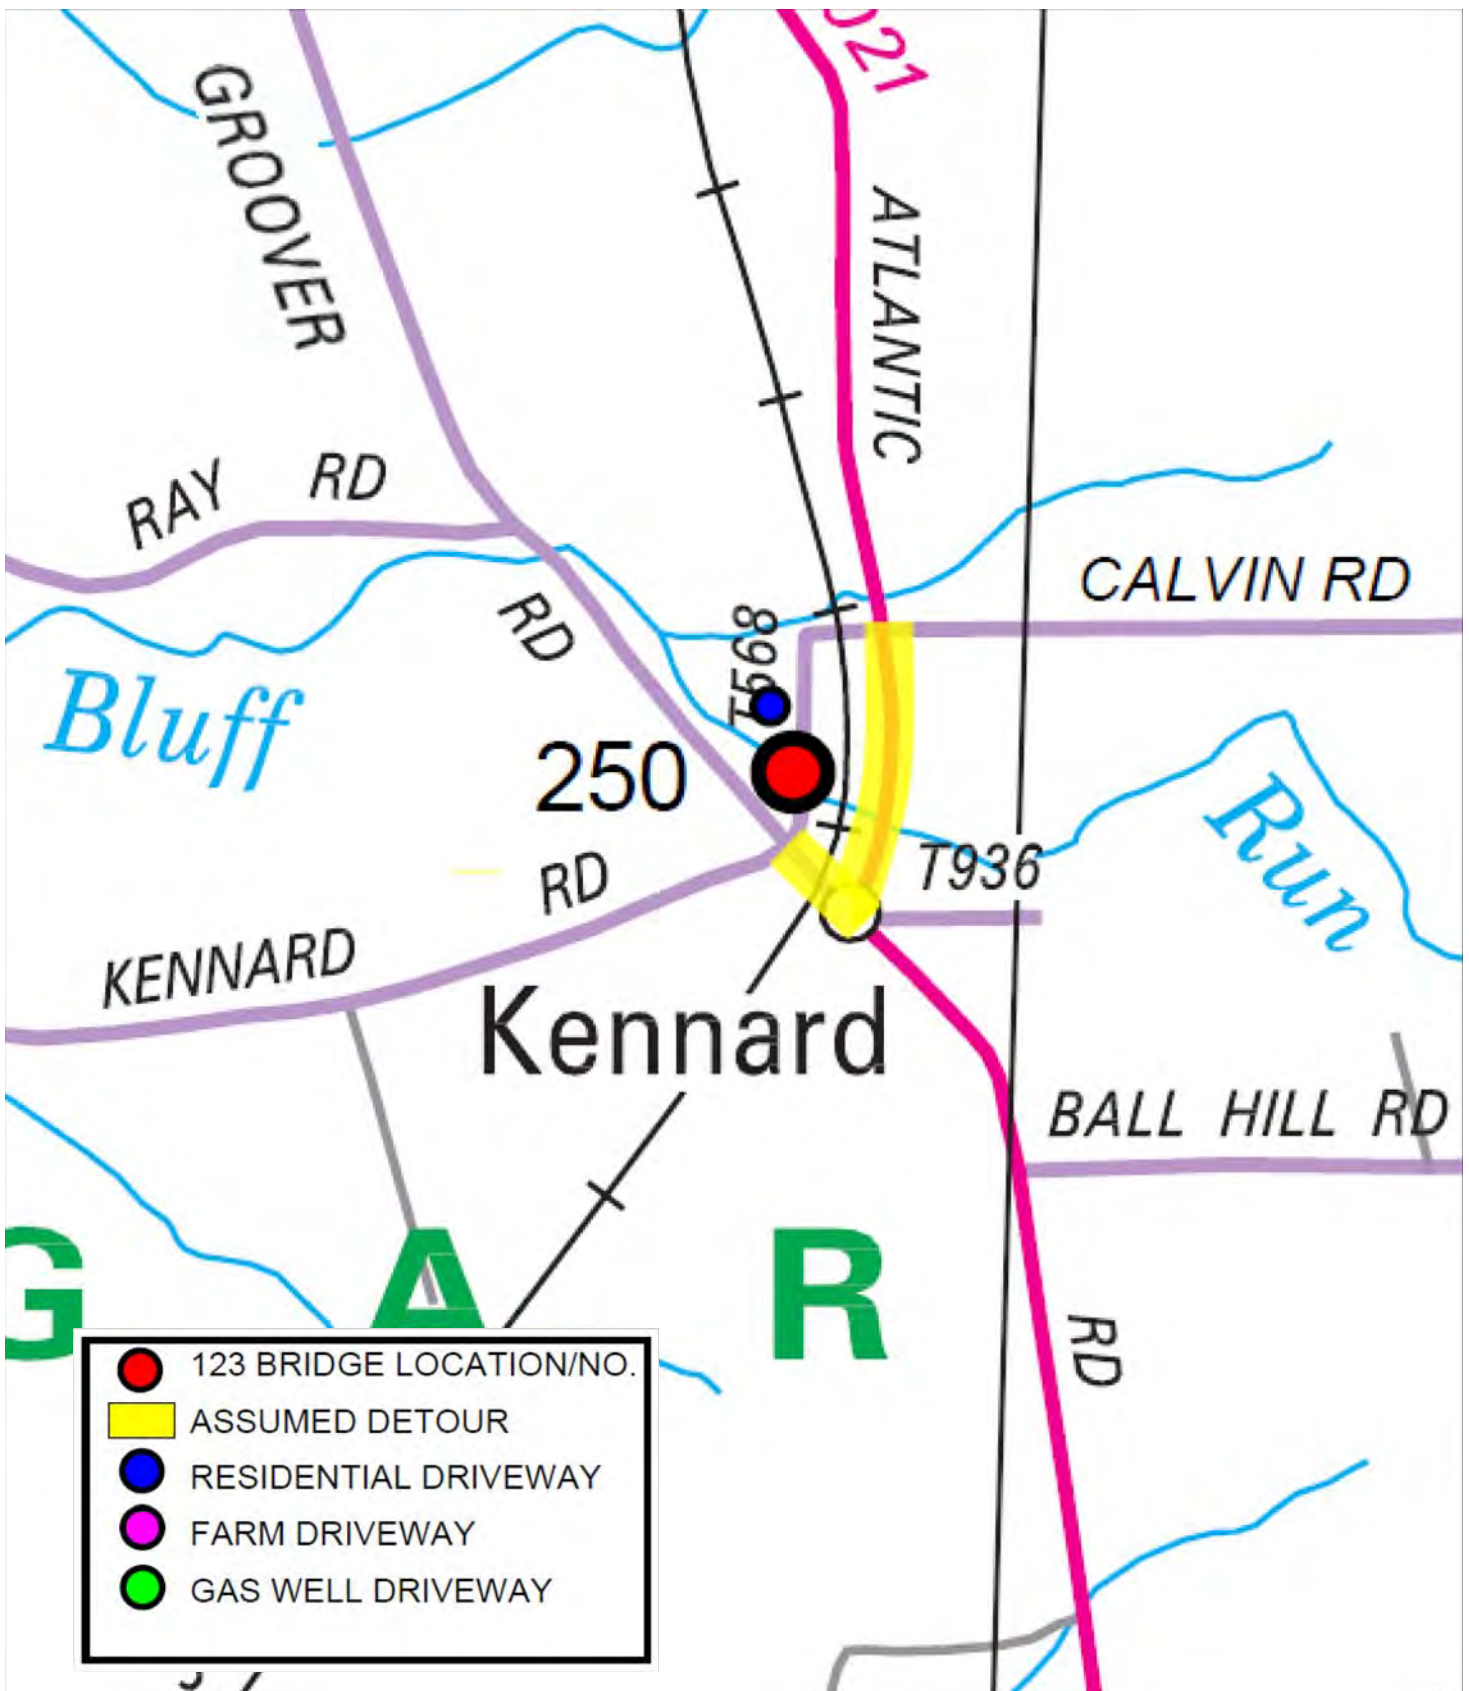 021
GROOVER
ATLANTIC
RAY RD
CALVIN RD
RD
T599
Bluff
250
T936
Run
RD
KENNARD
Kennard
BALL HILL RD
G A R
RD
123 BRIDGE LOCATION/NO.
ASSUMED DETOUR
RESIDENTIAL DRIVEWAY
FARM DRIVEWAY
GAS WELL DRIVEWAY